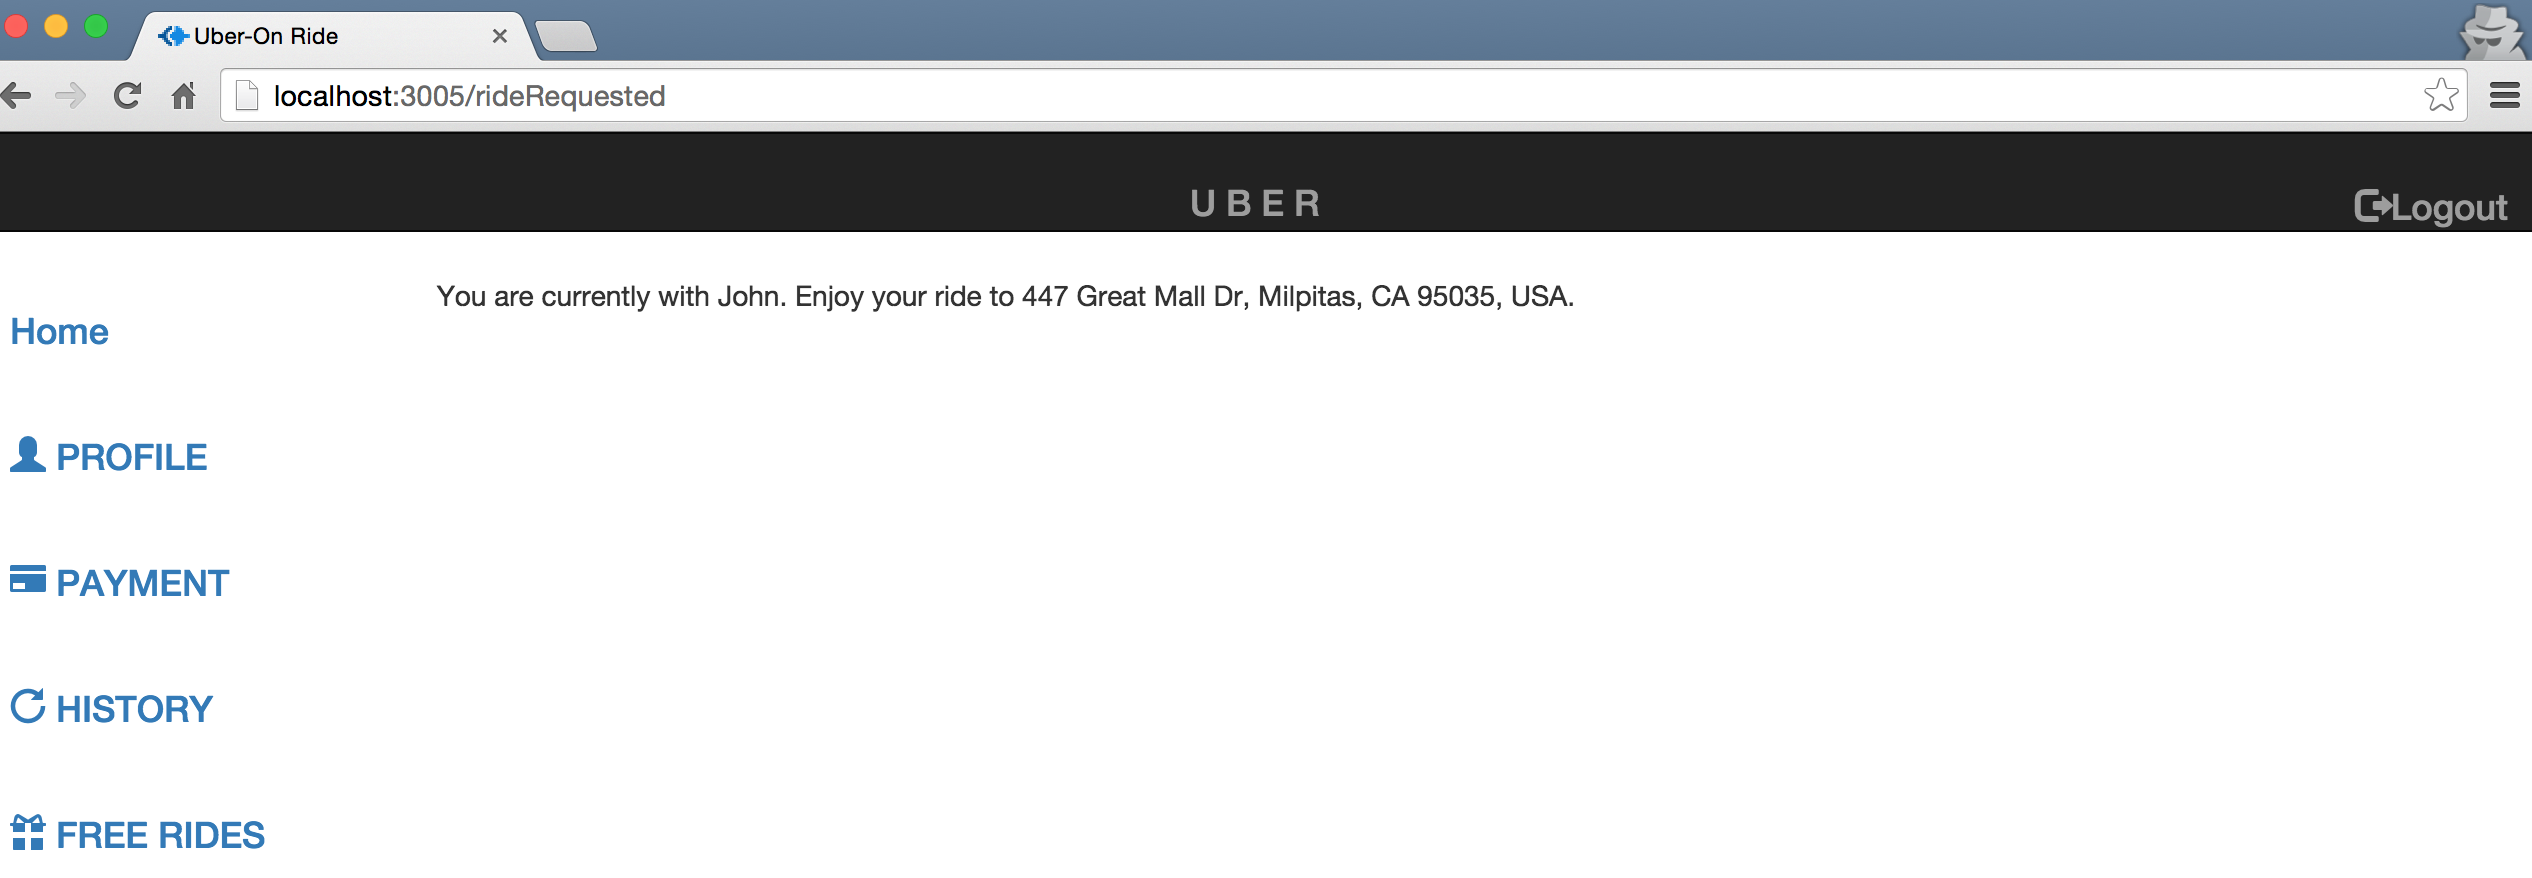 Uber-On Ride
localhost:3005/rideRequested
U B E R
Logout
You are currently with John. Enjoy your ride to 447 Great Mall Dr, Milpitas, CA 95035, USA.
Home
PROFILE
PAYMENT
HISTORY
FREE RIDES